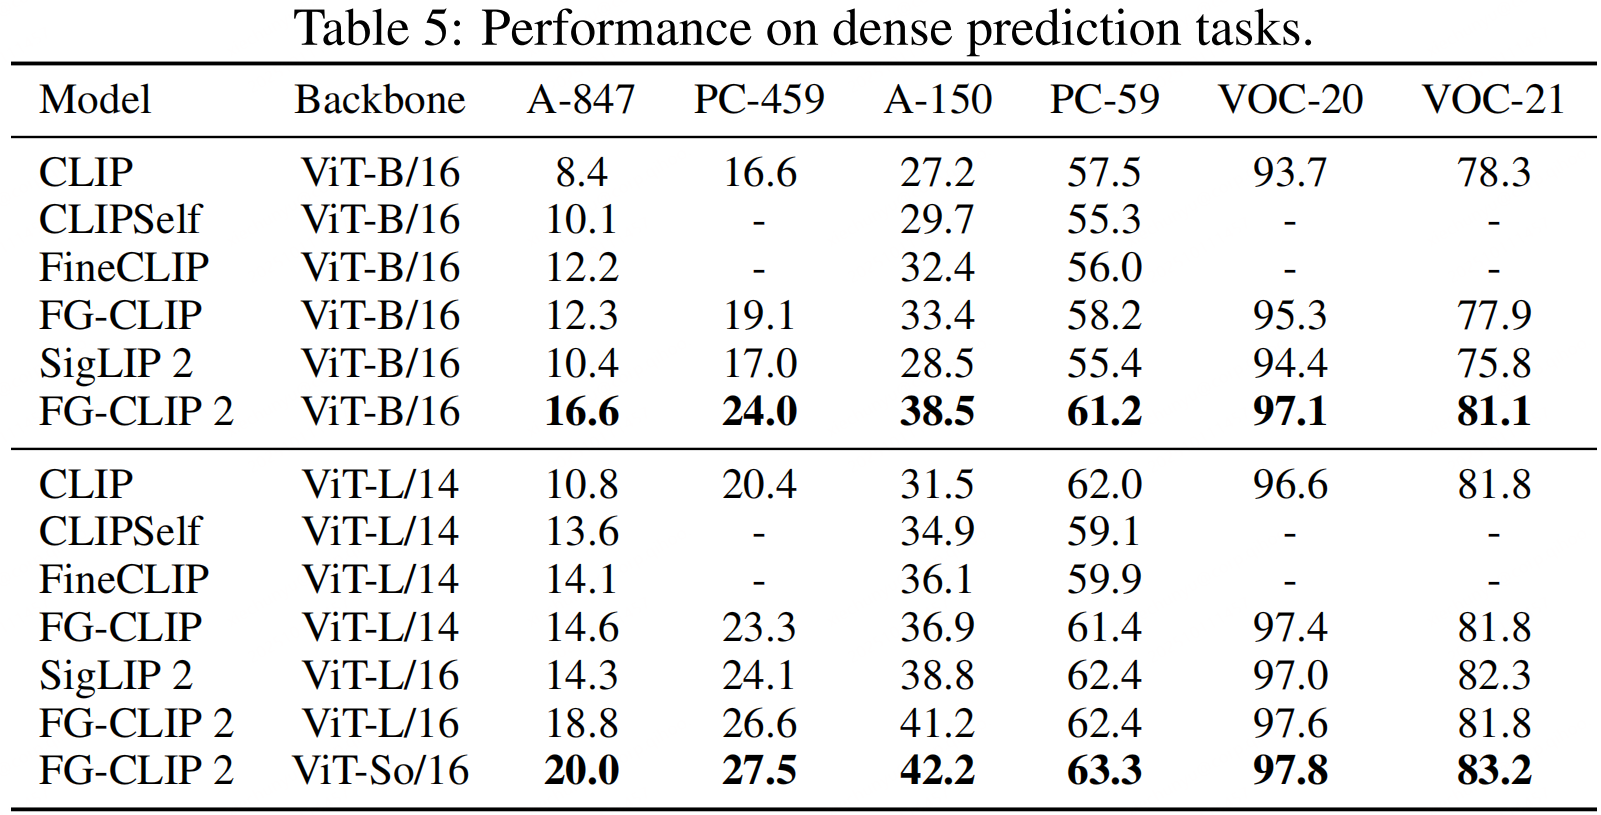 Table 5: Performance on dense prediction tasks.
Model Backbone A-847 PC-459 A-150 PC-59 VOC-20 VOC-21
CLIP ViT-B/16 8.4 16.6 27.2 57.5 93.7 78.3
CLIPSelf ViT-B/16 10.1 - 29.7 55.3 - -
FineCLIP ViT-B/16 12.2 - 32.4 56.0 - -
FG-CLIP ViT-B/16 12.3 19.1 33.4 58.2 95.3 77.9
SigLIP 2 ViT-B/16 10.4 17.0 28.5 55.4 94.4 75.8
FG-CLIP 2 ViT-B/16 16.6 24.0 38.5 61.2 97.1 81.1
CLIP ViT-L/14 10.8 20.4 31.5 62.0 96.6 81.8
CLIPSelf ViT-L/14 13.6 - 34.9 59.1 - -
FineCLIP ViT-L/14 14.1 - 36.1 59.9 - -
FG-CLIP ViT-L/14 14.6 23.3 36.9 61.4 97.4 81.8
SigLIP 2 ViT-L/16 14.3 24.1 38.8 62.4 97.0 82.3
FG-CLIP 2 ViT-L/16 18.8 26.6 41.2 62.4 97.6 81.8
FG-CLIP 2 ViT-So/16 20.0 27.5 42.2 63.3 97.8 83.2